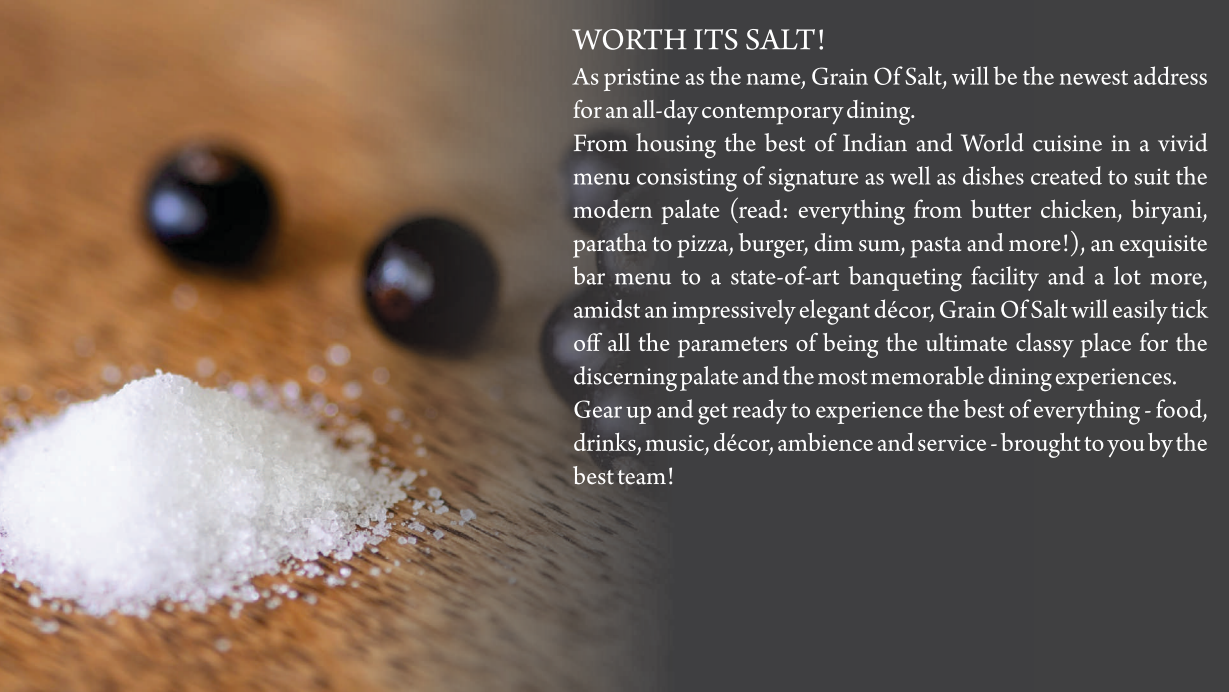 WORTH ITS SALT!
As pristine as the name, Grain Of Salt, will be the newest address
for an all-day contemporary dining.
From housing the best of Indian and World cuisine in a vivid
menu consisting of signature as well as dishes created to suit the
modern palate (read: everything from butter chicken, biryani,
paratha to pizza, burger, dim sum, pasta and more!), an exquisite
bar menu to a state-of-art banqueting facility and a lot more,
amidst an impressively elegant décor, Grain Of Salt will easily tick
off all the parameters of being the ultimate classy place for the
discerning palate and the most memorable dining experiences.
Gear up and get ready to experience the best of everything - food,
drinks, music, décor, ambience and service - brought to you by the
best team!